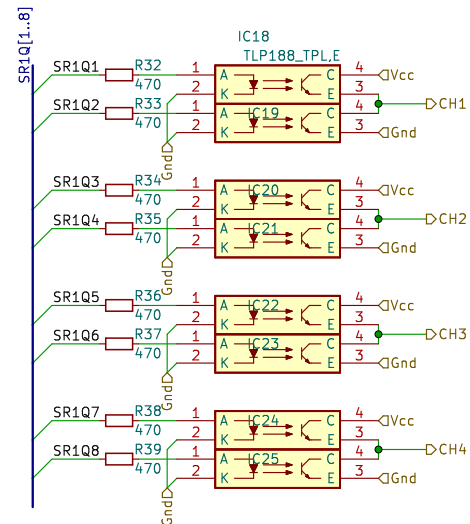 SR1Q[1..8]
IC18
TLP188_TPL,E
SR1Q1 R32 470 1 A C 4 Vcc
2 K E 3
CH1
SR1Q2 R33 470 1 A IC19 C 4
2 K E 3 Gnd
Gnd
SR1Q3 R34 470 1 A IC20 C 4 Vcc
2 K E 3
CH2
SR1Q4 R35 470 1 A IC21 C 4
2 K E 3 Gnd
Gnd
SR1Q5 R36 470 1 A IC22 C 4 Vcc
2 K E 3
CH3
SR1Q6 R37 470 1 A IC23 C 4
2 K E 3 Gnd
Gnd
SR1Q7 R38 470 1 A IC24 C 4 Vcc
2 K E 3
CH4
SR1Q8 R39 470 1 A IC25 C 4
2 K E 3 Gnd
Gnd